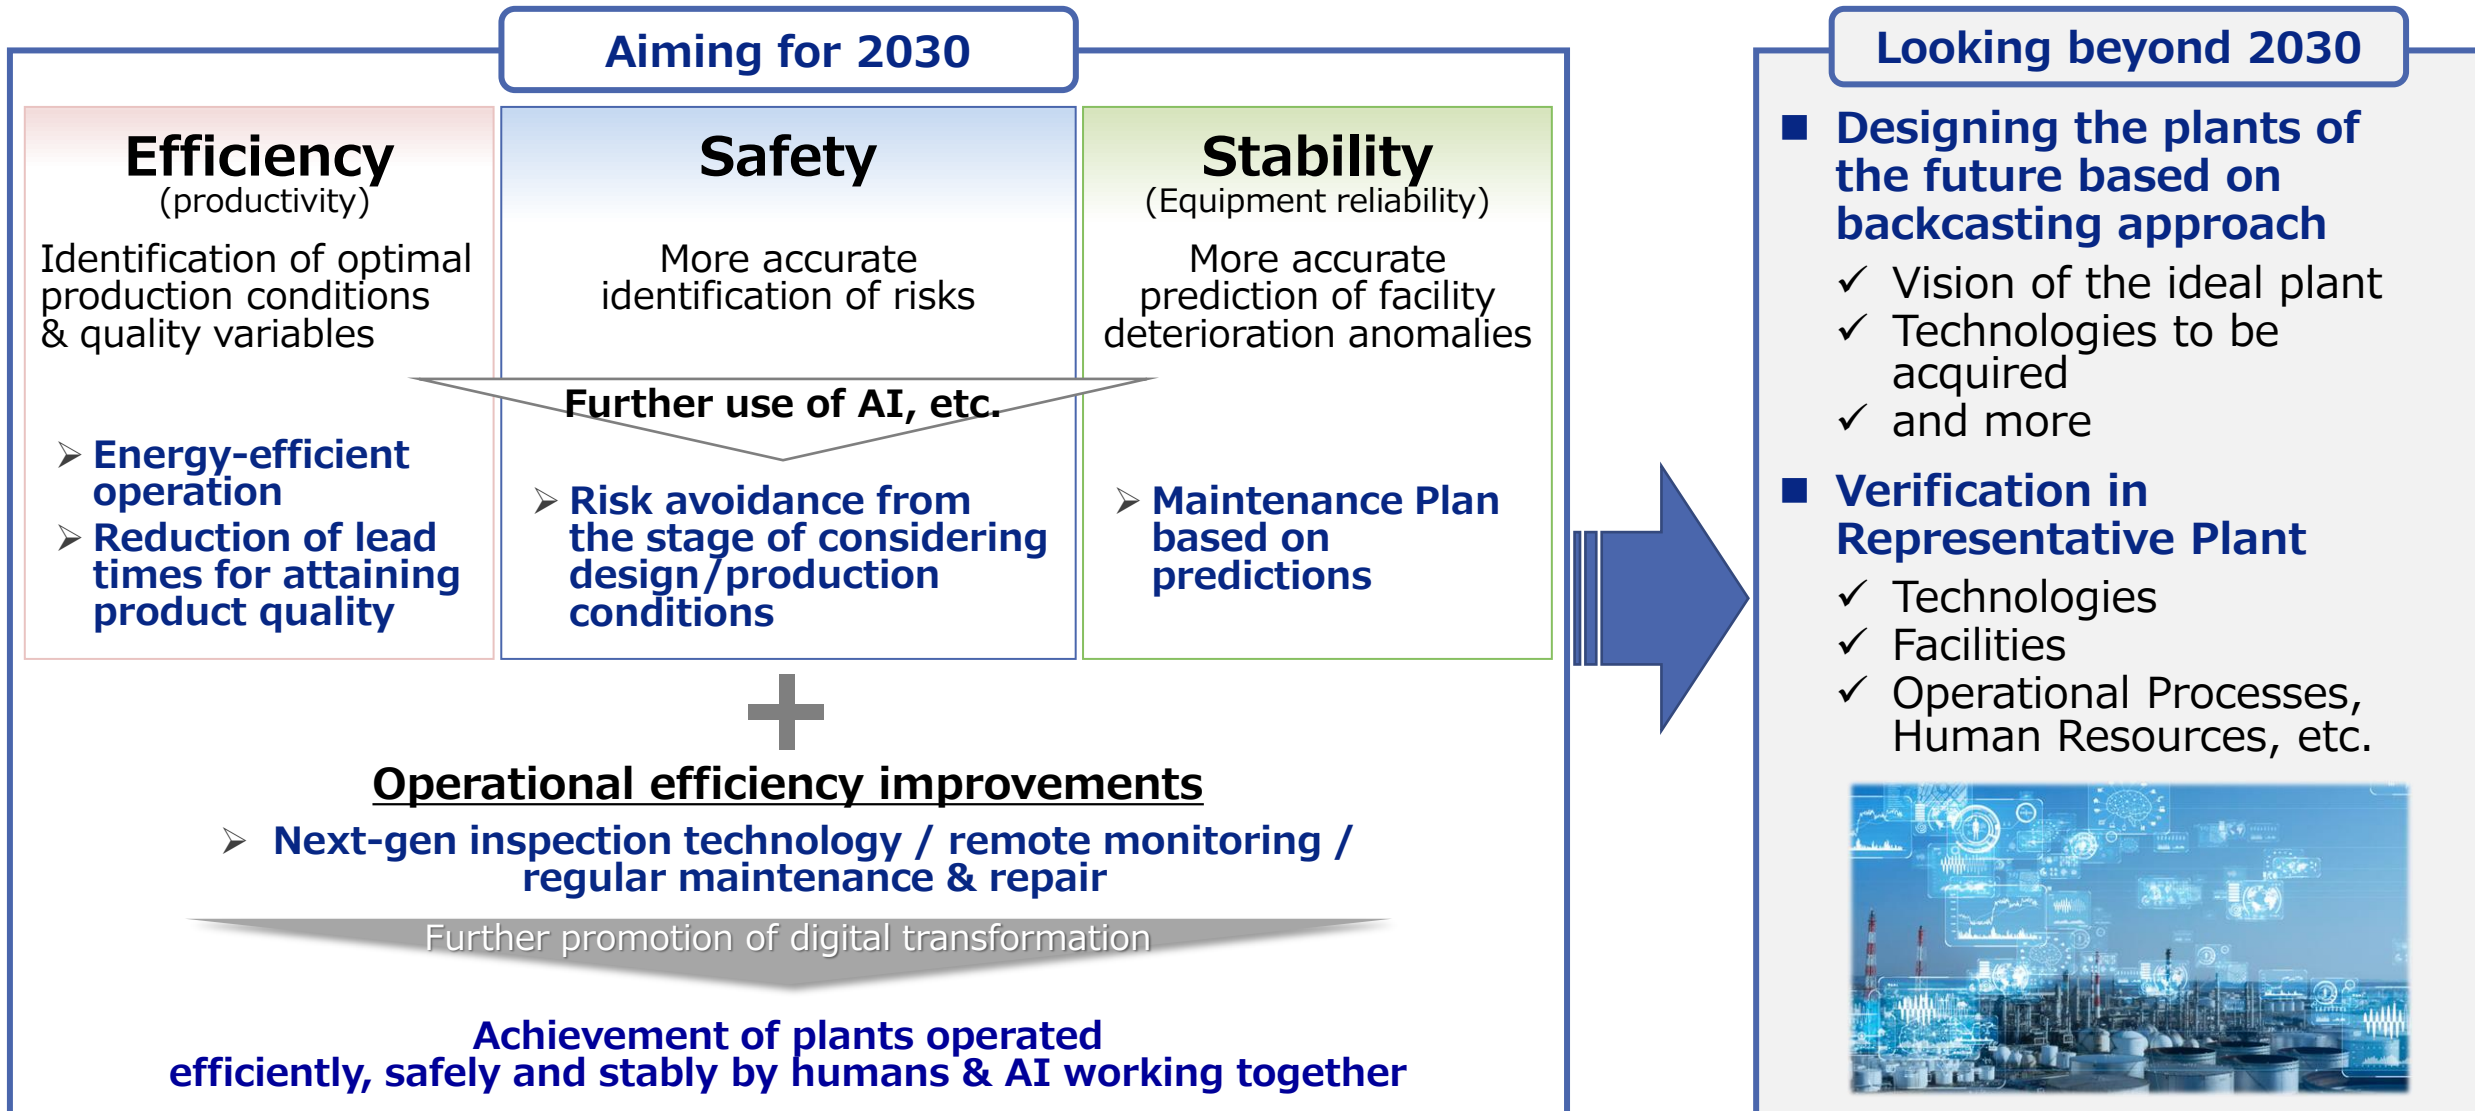 Aiming for 2030
Efficiency
(productivity)
Identification of optimal
production conditions
& quality variables
Safety
More accurate
identification of risks
Stability
(Equipment reliability)
More accurate
prediction of facility
deterioration anomalies
Further use of AI, etc.
➢ Energy-efficient
operation
➢ Reduction of lead
times for attaining
product quality
➢ Risk avoidance from
the stage of considering
design/production
conditions
➢ Maintenance Plan
based on
predictions
Operational efficiency improvements
➢ Next-gen inspection technology / remote monitoring /
regular maintenance & repair
Further promotion of digital transformation
Achievement of plants operated
efficiently, safely and stably by humans & AI working together
Looking beyond 2030
■ Designing the plants of
the future based on
backcasting approach
✓ Vision of the ideal plant
✓ Technologies to be
acquired
✓ and more
■ Verification in
Representative Plant
✓ Technologies
✓ Facilities
✓ Operational Processes,
Human Resources, etc.